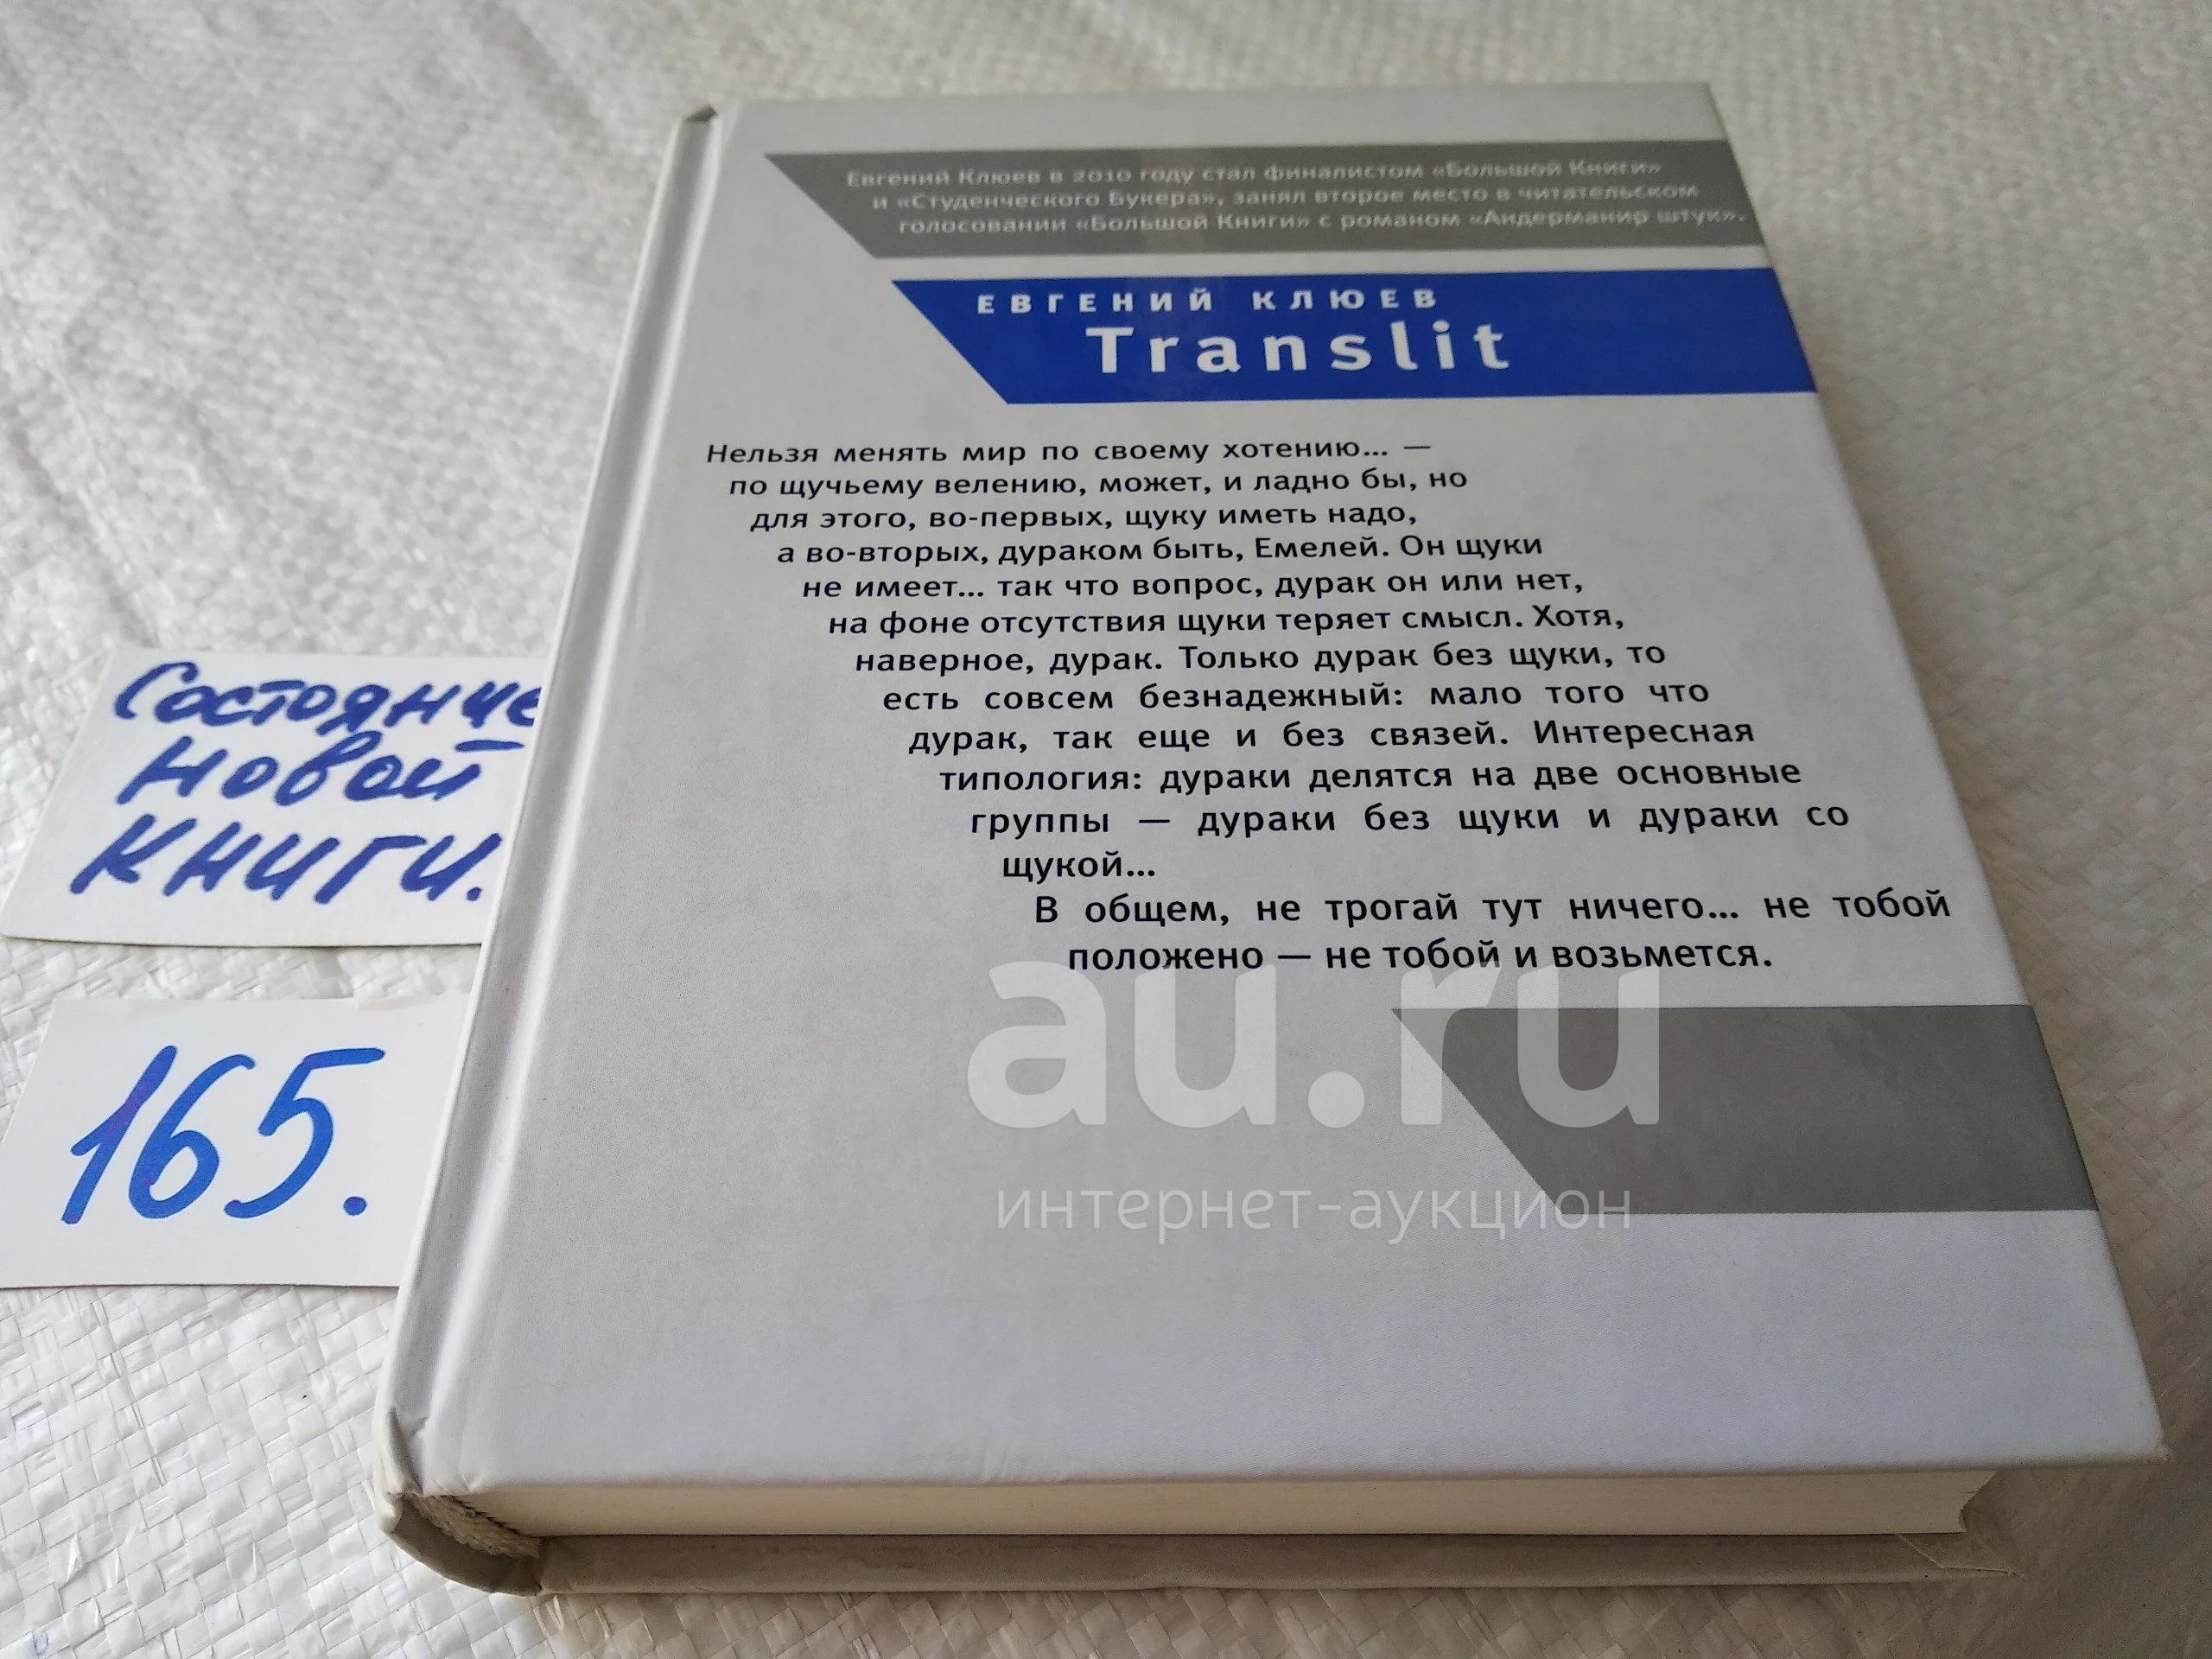 Евгений Клюев в 2010 году стал финалистом «Большой Книги»
и «Студенческого Букера», занял второе место в читательском
голосовании «Большой Книги» с романом «Андерманир штук».
ЕВГЕНИЙ КЛЮЕВ
Translit
Нельзя менять мир по своему хотению... —
по щучьему велению, может, и ладно бы, но
для этого, во-первых, щуку иметь надо,
а во-вторых, дураком быть, Емелей. Он щуки
не имеет... так что вопрос, дурак он или нет,
на фоне отсутствия щуки теряет смысл. Хотя,
наверное, дурак. Только дурак без щуки, то
есть совсем безнадежный: мало того что
дурак, так еще и без связей. Интересная
типология: дураки делятся на две основные
группы — дураки без щуки и дураки со
щукой...
В общем, не трогай тут ничего... не тобой
положено — не тобой и возьмется.
Состояние
новой
книги.
165.
au.ru
интернет-аукцион